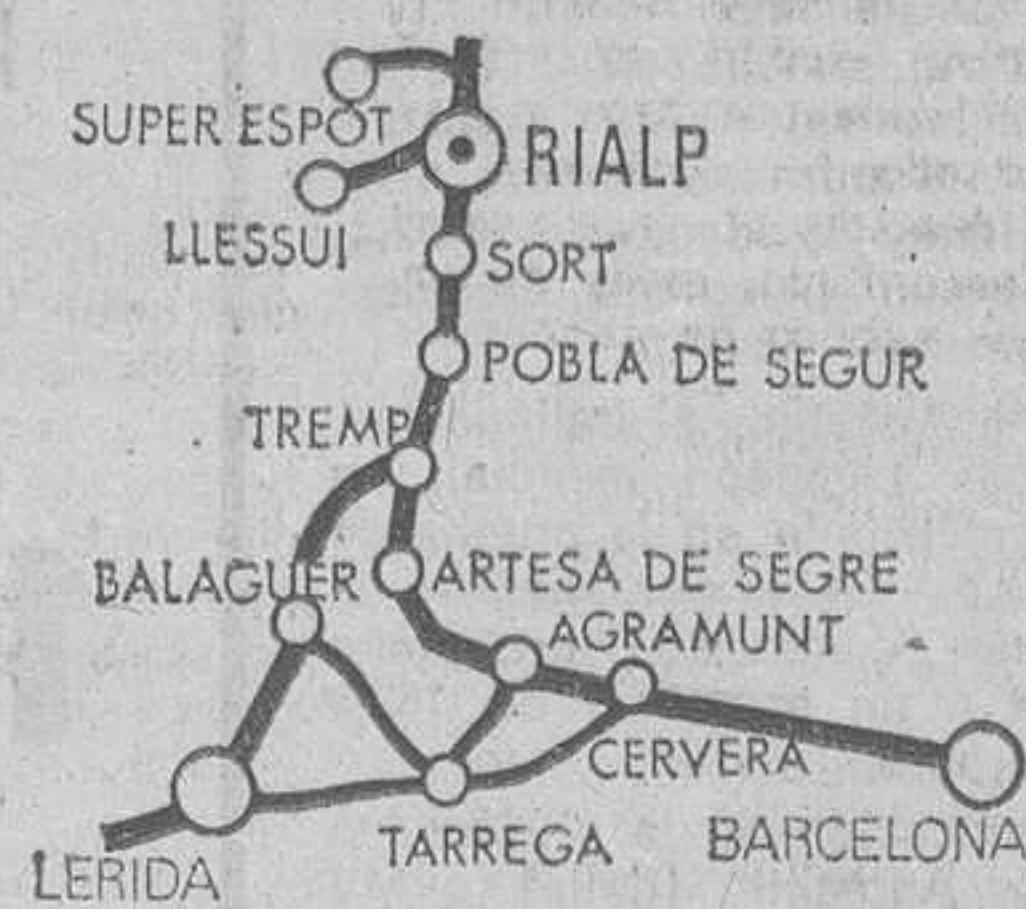 SUPER ESPOT
RIALP
LLESSUI
SORT
POBLA DE SEGUR
TREMP
BALAGUER
ARTESA DE SEGRE
AGRAMUNT
CERVERA
TARREGA
BARCELONA
LERIDA